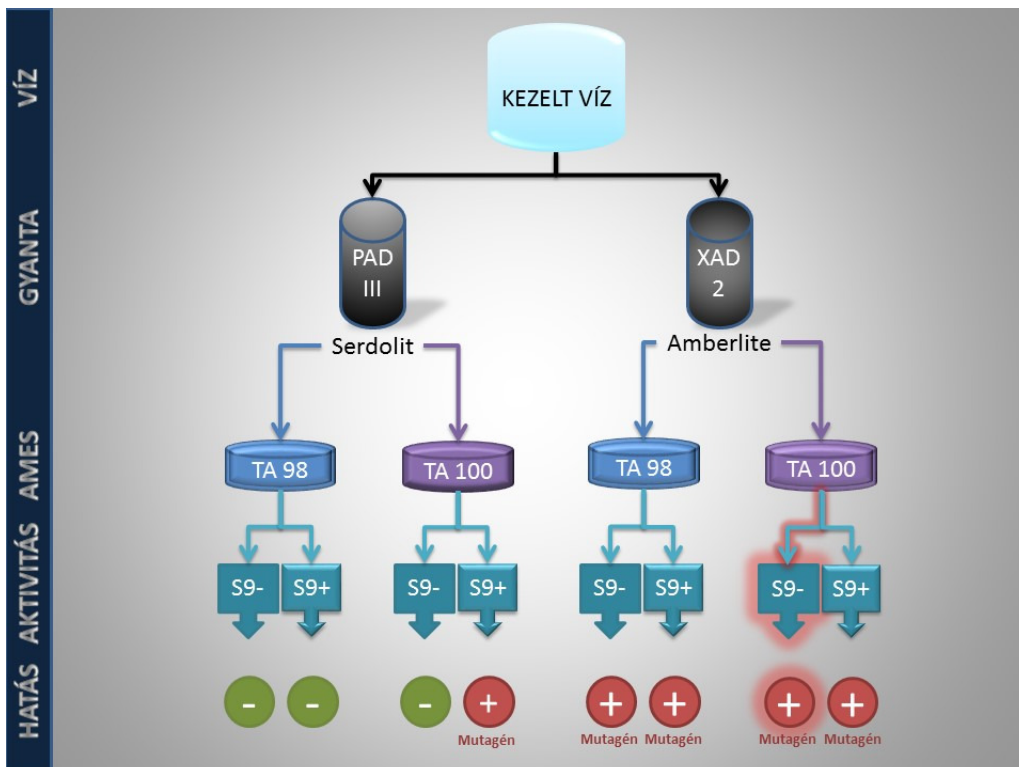 VÍZ
KEZELT VÍZ
GYANTA
PAD
III
XAD
2
Serdolit
Amberlite
AMES
TA 98
TA 100
TA 98
TA 100
AKTIVITÁS
S9-
S9+
S9-
S9+
S9-
S9+
S9-
S9+
HATÁS
-
-
-
+
+
+
+
+
Mutagén
Mutagén
Mutagén
Mutagén
Mutagén